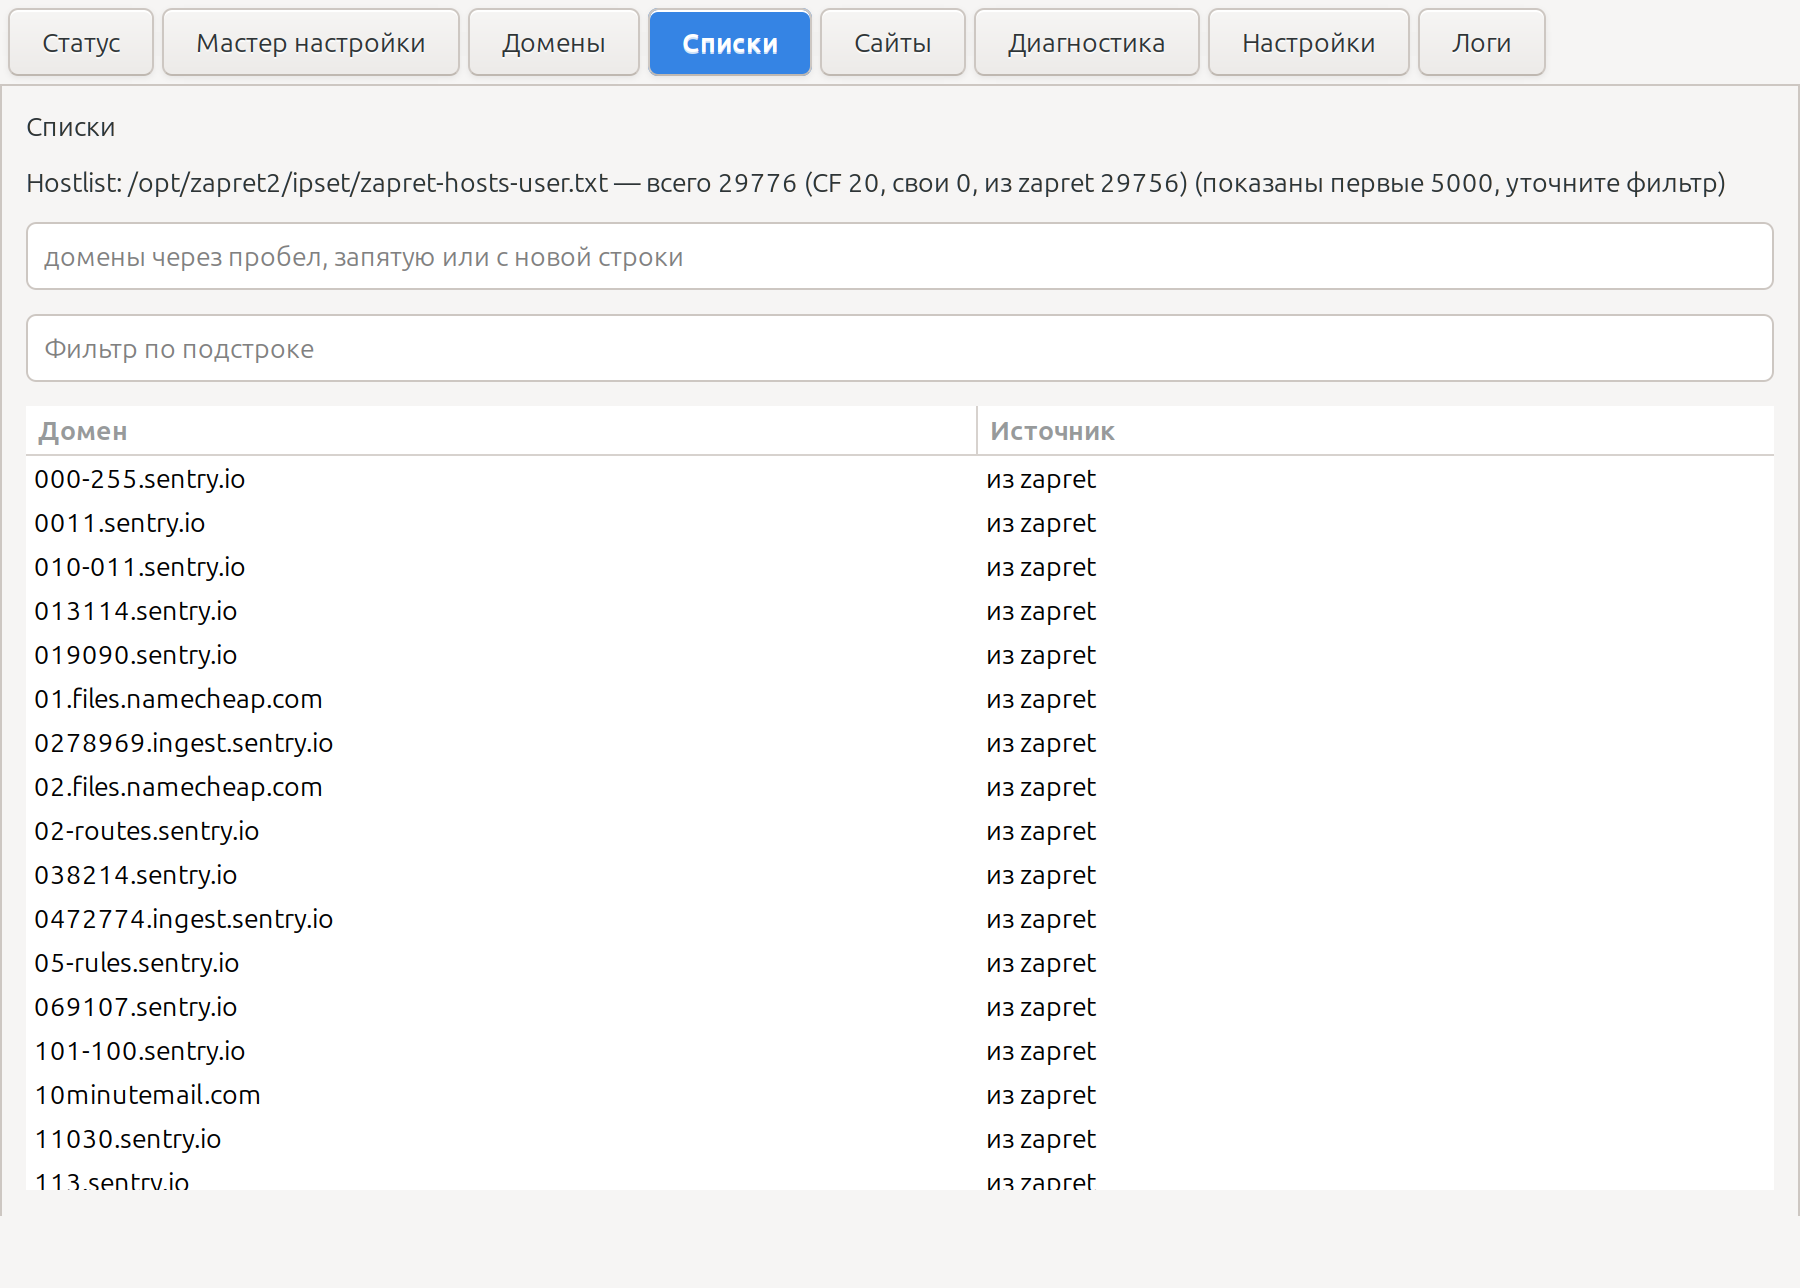 Статус Мастер настройки Домены Списки Сайты Диагностика Настройки Логи
Списки
Hostlist: /opt/zapret2/ipset/zapret-hosts-user.txt — всего 29776 (CF 20, свои 0, из zapret 29756) (показаны первые 5000, уточните фильтр)
домены через пробел, запятую или с новой строки
Фильтр по подстроке
Домен Источник
000-255.sentry.io из zapret
0011.sentry.io из zapret
010-011.sentry.io из zapret
013114.sentry.io из zapret
019090.sentry.io из zapret
01.files.namecheap.com из zapret
0278969.ingest.sentry.io из zapret
02.files.namecheap.com из zapret
02-routes.sentry.io из zapret
038214.sentry.io из zapret
0472774.ingest.sentry.io из zapret
05-rules.sentry.io из zapret
069107.sentry.io из zapret
101-100.sentry.io из zapret
10minutemail.com из zapret
11030.sentry.io из zapret
113.sentry.io из zapret